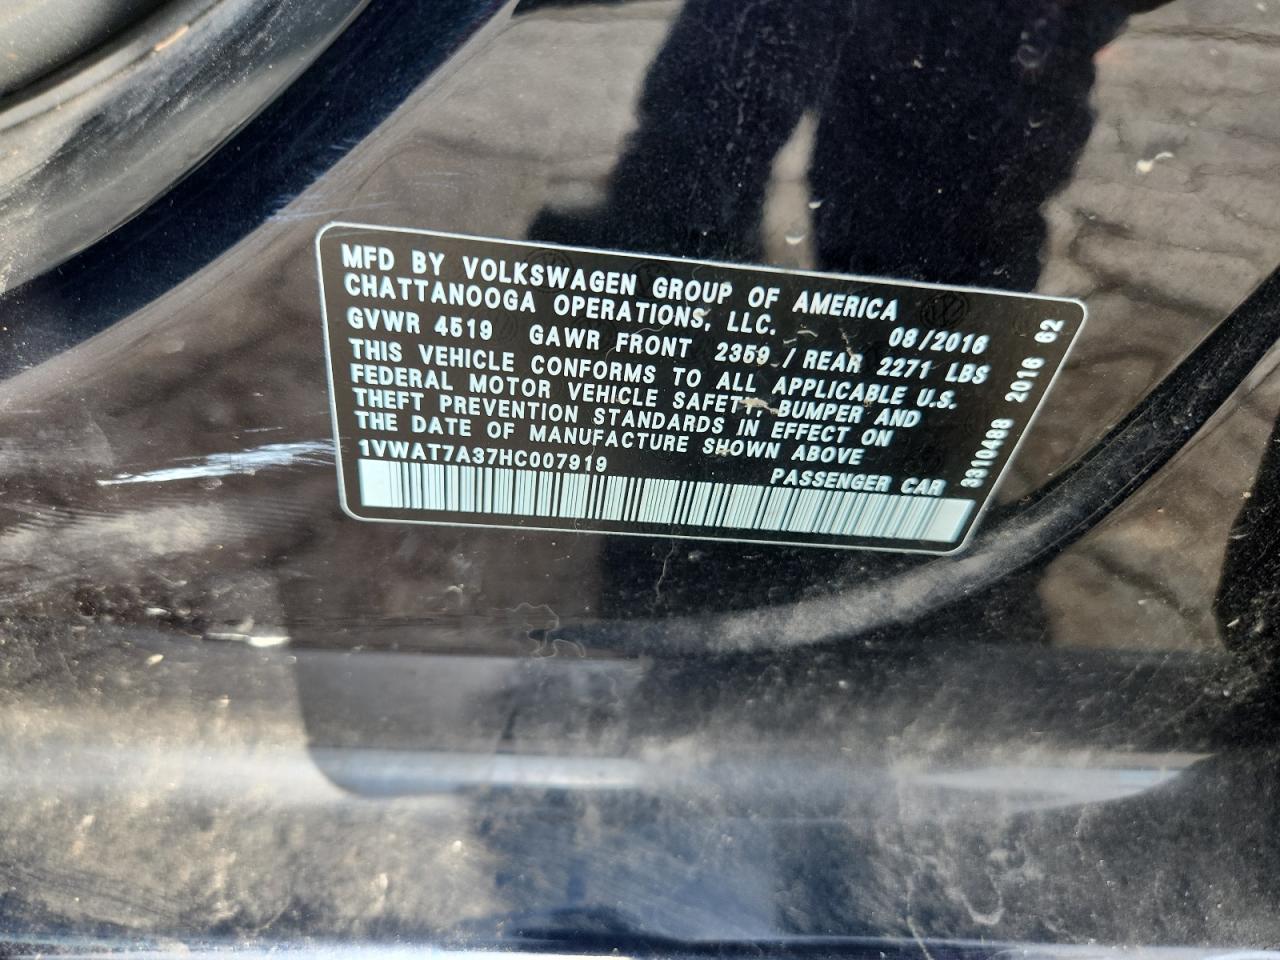 MFD BY VOLKSWAGEN GROUP OF AMERICA
CHATTANOOGA OPERATIONS, LLC. 08/2016
GVWR 4519 GAWR FRONT 2359 / REAR 2271 LBS
THIS VEHICLE CONFORMS TO ALL APPLICABLE U.S.
FEDERAL MOTOR VEHICLE SAFETY, BUMPER AND
THEFT PREVENTION STANDARDS IN EFFECT ON
THE DATE OF MANUFACTURE SHOWN ABOVE
1VWAT7A37HC007919 PASSENGER CAR
3310488 2016 62